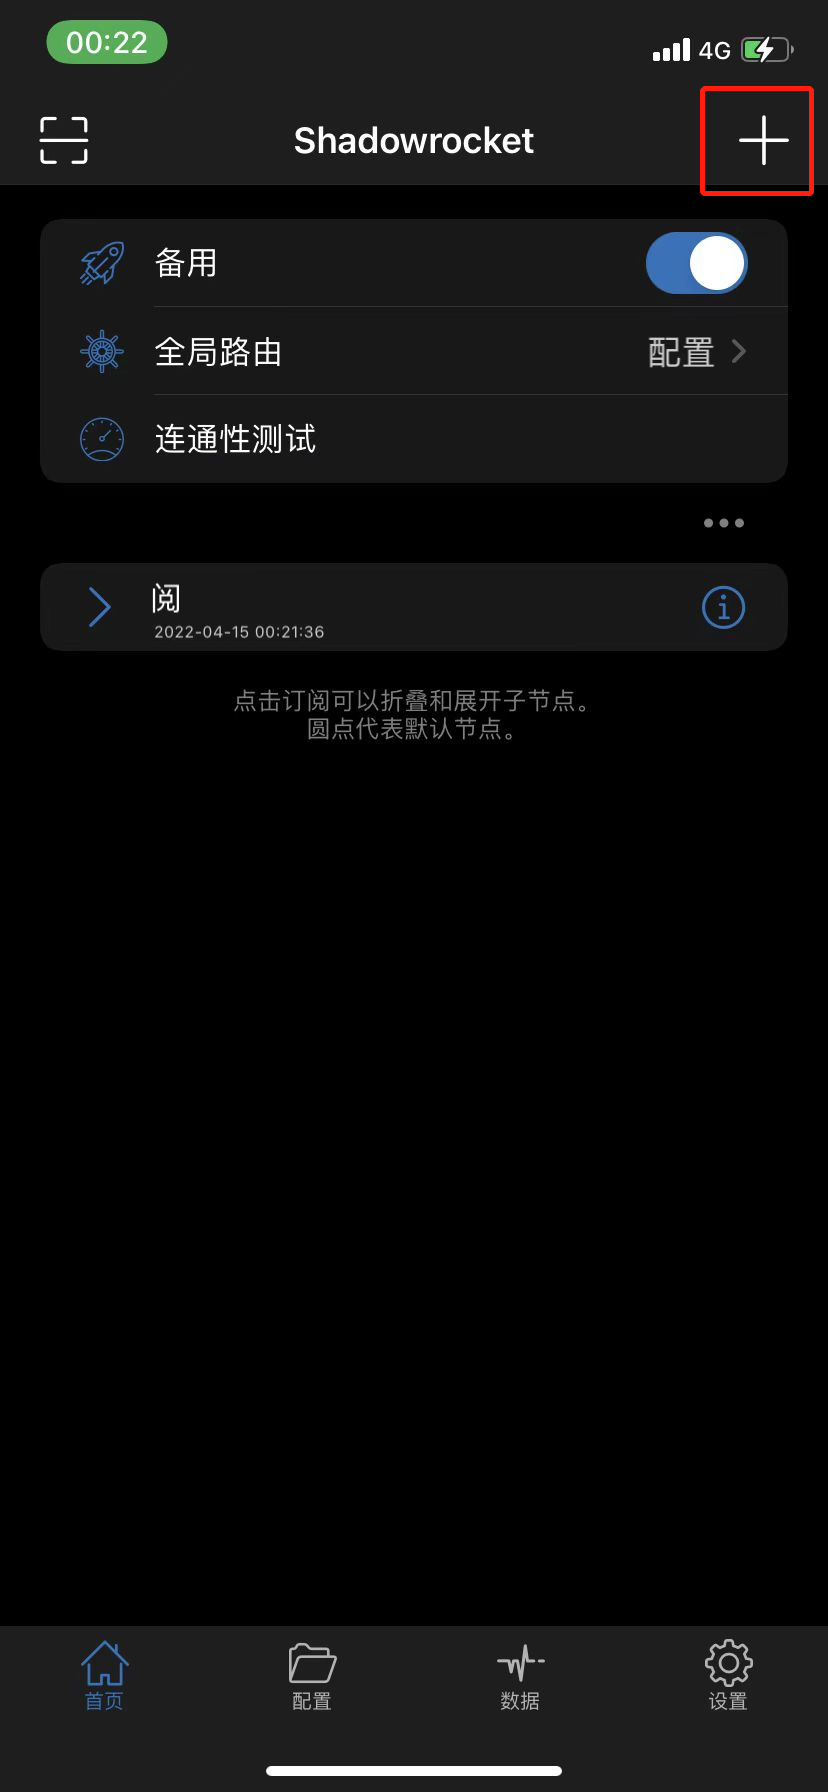 00:22
4G
Shadowrocket
备用
全局路由
配置
连通性测试
阅
2022-04-15 00:21:36
点击订阅可以折叠和展开子节点。
圆点代表默认节点。
首页
配置
数据
设置